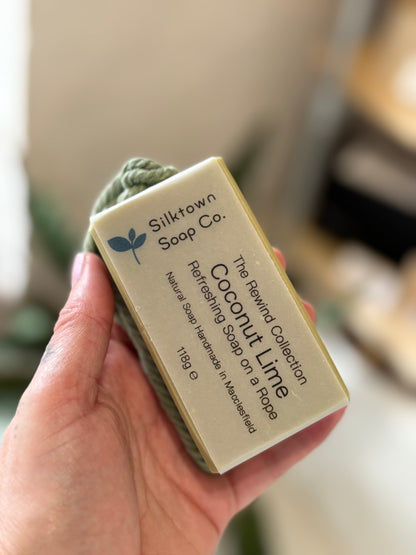 Silktown
Soap Co.
The Rewind Collection
Coconut Lime
Refreshing Soap on a Rope
Natural Soap Handmade in Macclesfield
118g ℮